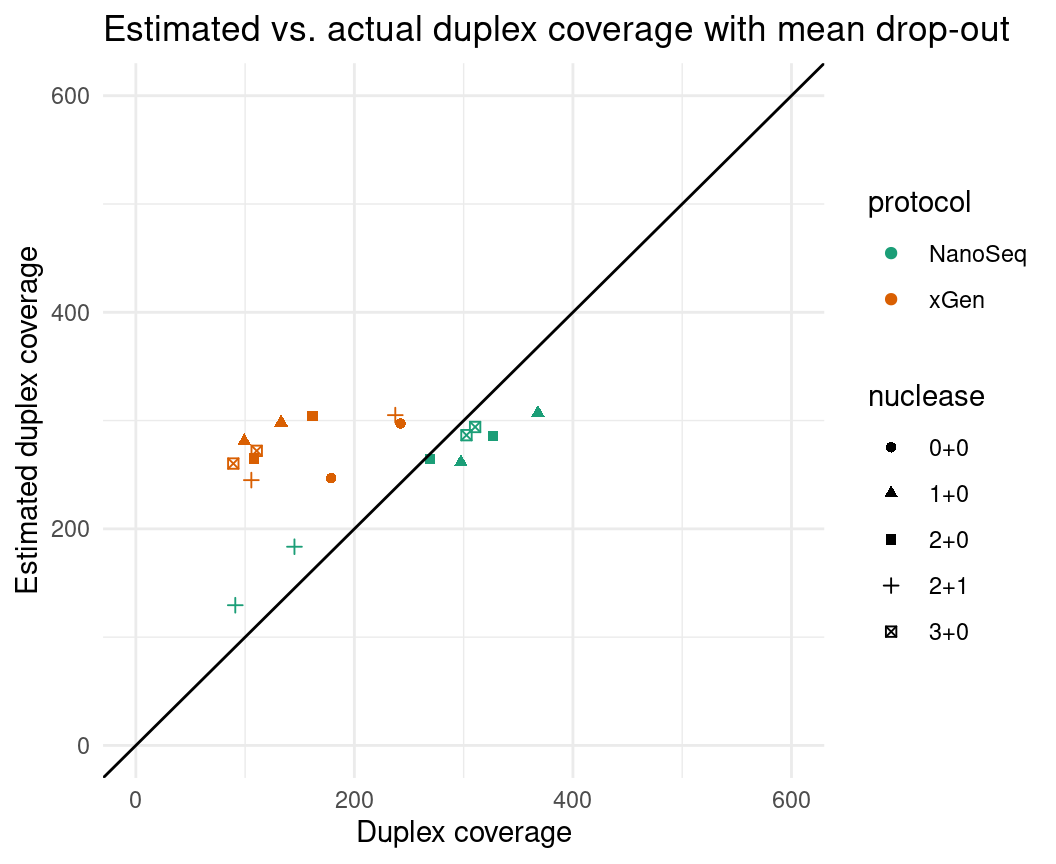 Estimated vs. actual duplex coverage with mean drop-out
Estimated duplex coverage
600
400
200
0
0
200
400
600
Duplex coverage
protocol
NanoSeq
xGen
nuclease
0+0
1+0
2+0
2+1
3+0